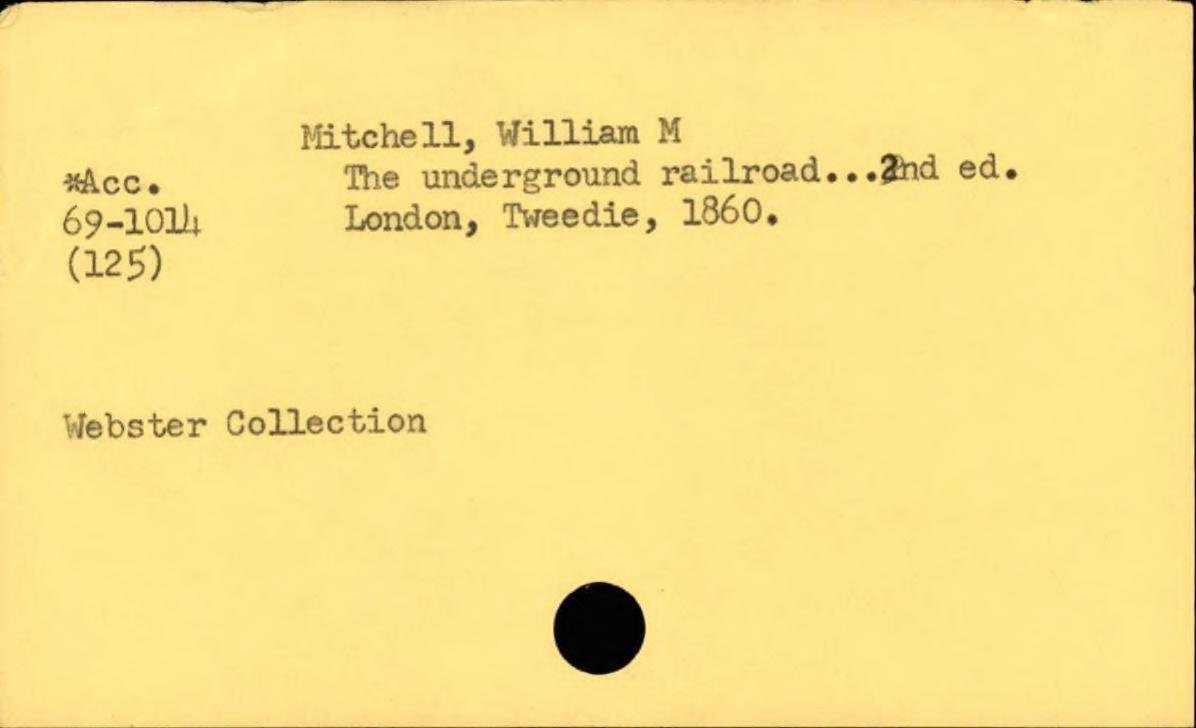 Mitchell, William M
*Acc. The underground railroad...2nd ed.
69-1014 London, Tweedie, 1860.
(125)
Webster Collection